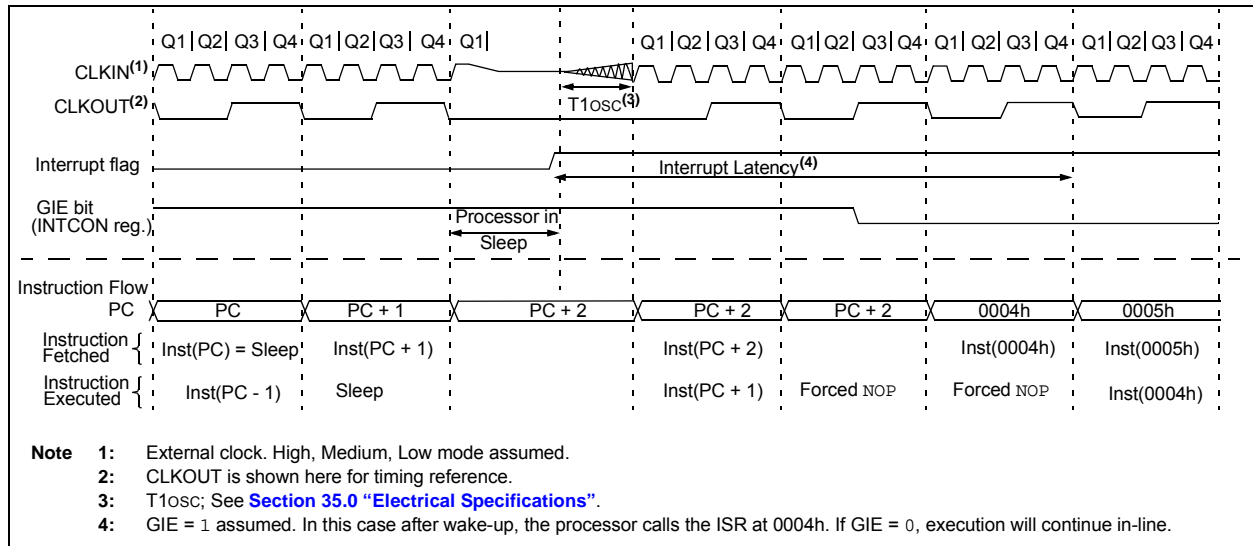 Q1 Q2 Q3 Q4 Q1 Q2 Q3 Q4 Q1 Q1 Q2 Q3 Q4 Q1 Q2 Q3 Q4 Q1 Q2 Q3 Q4 Q1 Q2 Q3 Q4
CLKIN(1)
CLKOUT(2)
T1OSC(3)
Interrupt flag
Interrupt Latency(4)
GIE bit
(INTCON reg.)
Processor in
Sleep
Instruction Flow
PC PC PC + 1 PC + 2 PC + 2 PC + 2 0004h 0005h
Instruction
Fetched
Inst(PC) = Sleep Inst(PC + 1) Inst(PC + 2) Inst(0004h) Inst(0005h)
Instruction
Executed
Inst(PC - 1) Sleep Inst(PC + 1) Forced NOP Forced NOP Inst(0004h)
Note 1: External clock. High, Medium, Low mode assumed.
2: CLKOUT is shown here for timing reference.
3: T1OSC; See Section 35.0 “Electrical Specifications”.
4: GIE = 1 assumed. In this case after wake-up, the processor calls the ISR at 0004h. If GIE = 0, execution will continue in-line.